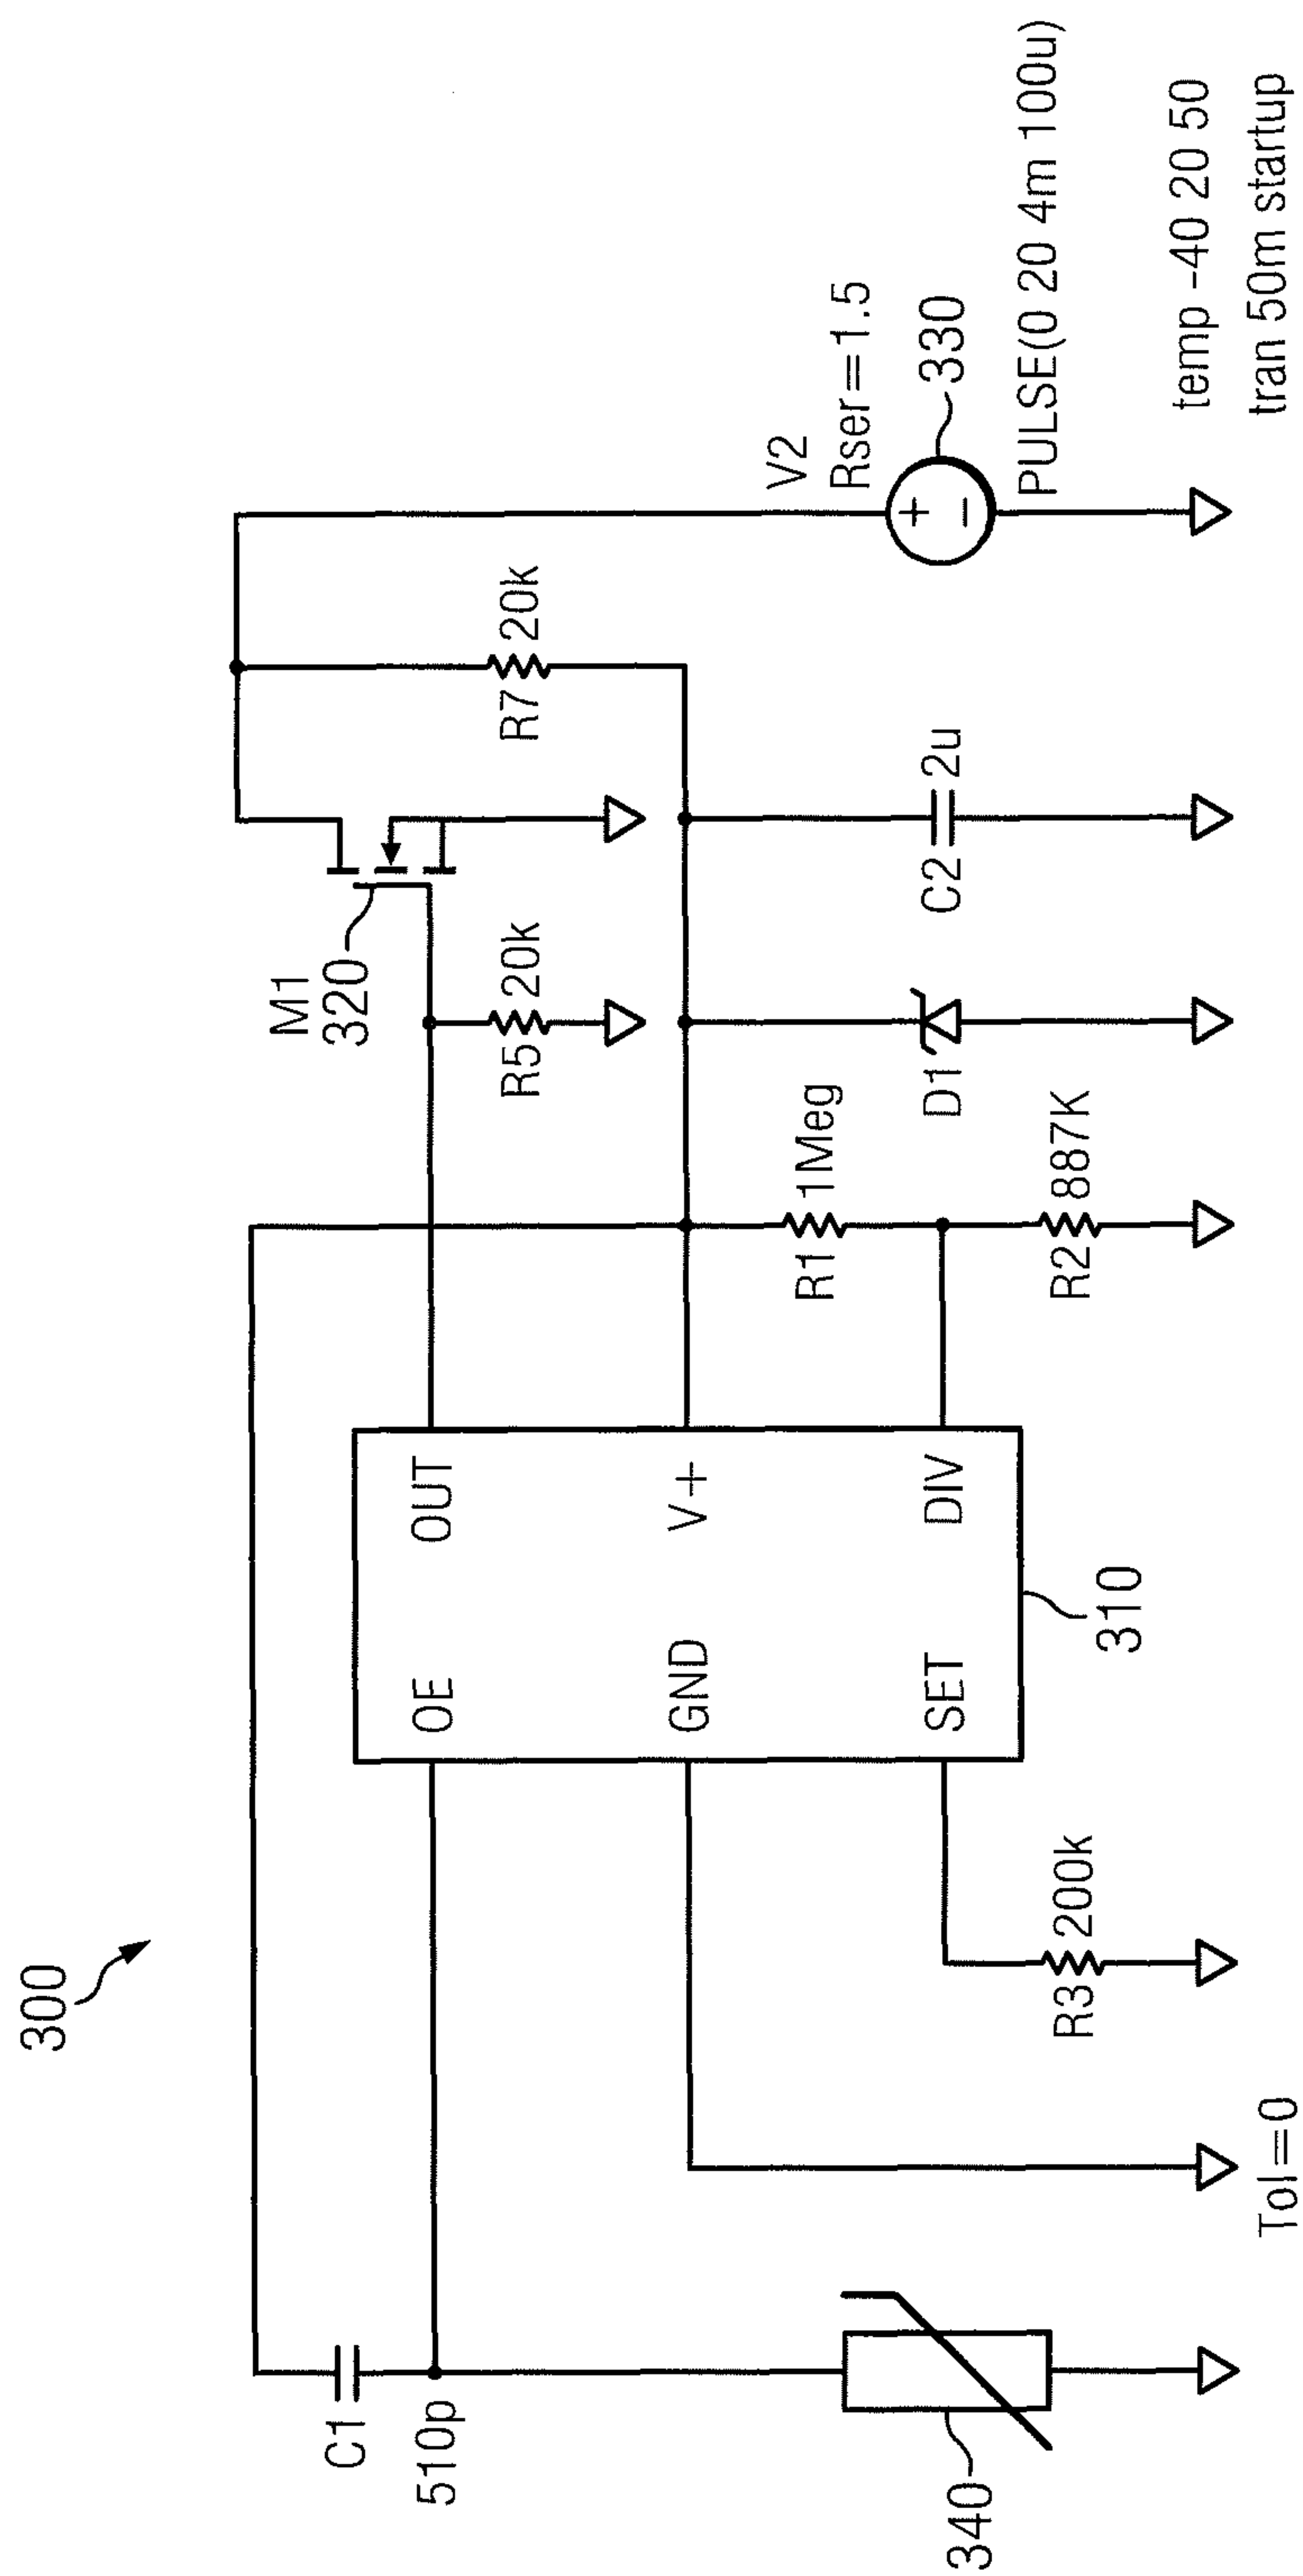 300
C1
510p
340
Tol=0
R3 200k
OE
GND
SET
OUT
V+
DIV
310
R1 1Meg
R2 887K
M1
320
R5 20k
D1
C2 2u
R7 20k
V2
Rser=1.5
330
PULSE(0 20 4m 100u)
temp -40 20 50
tran 50m startup
+
−